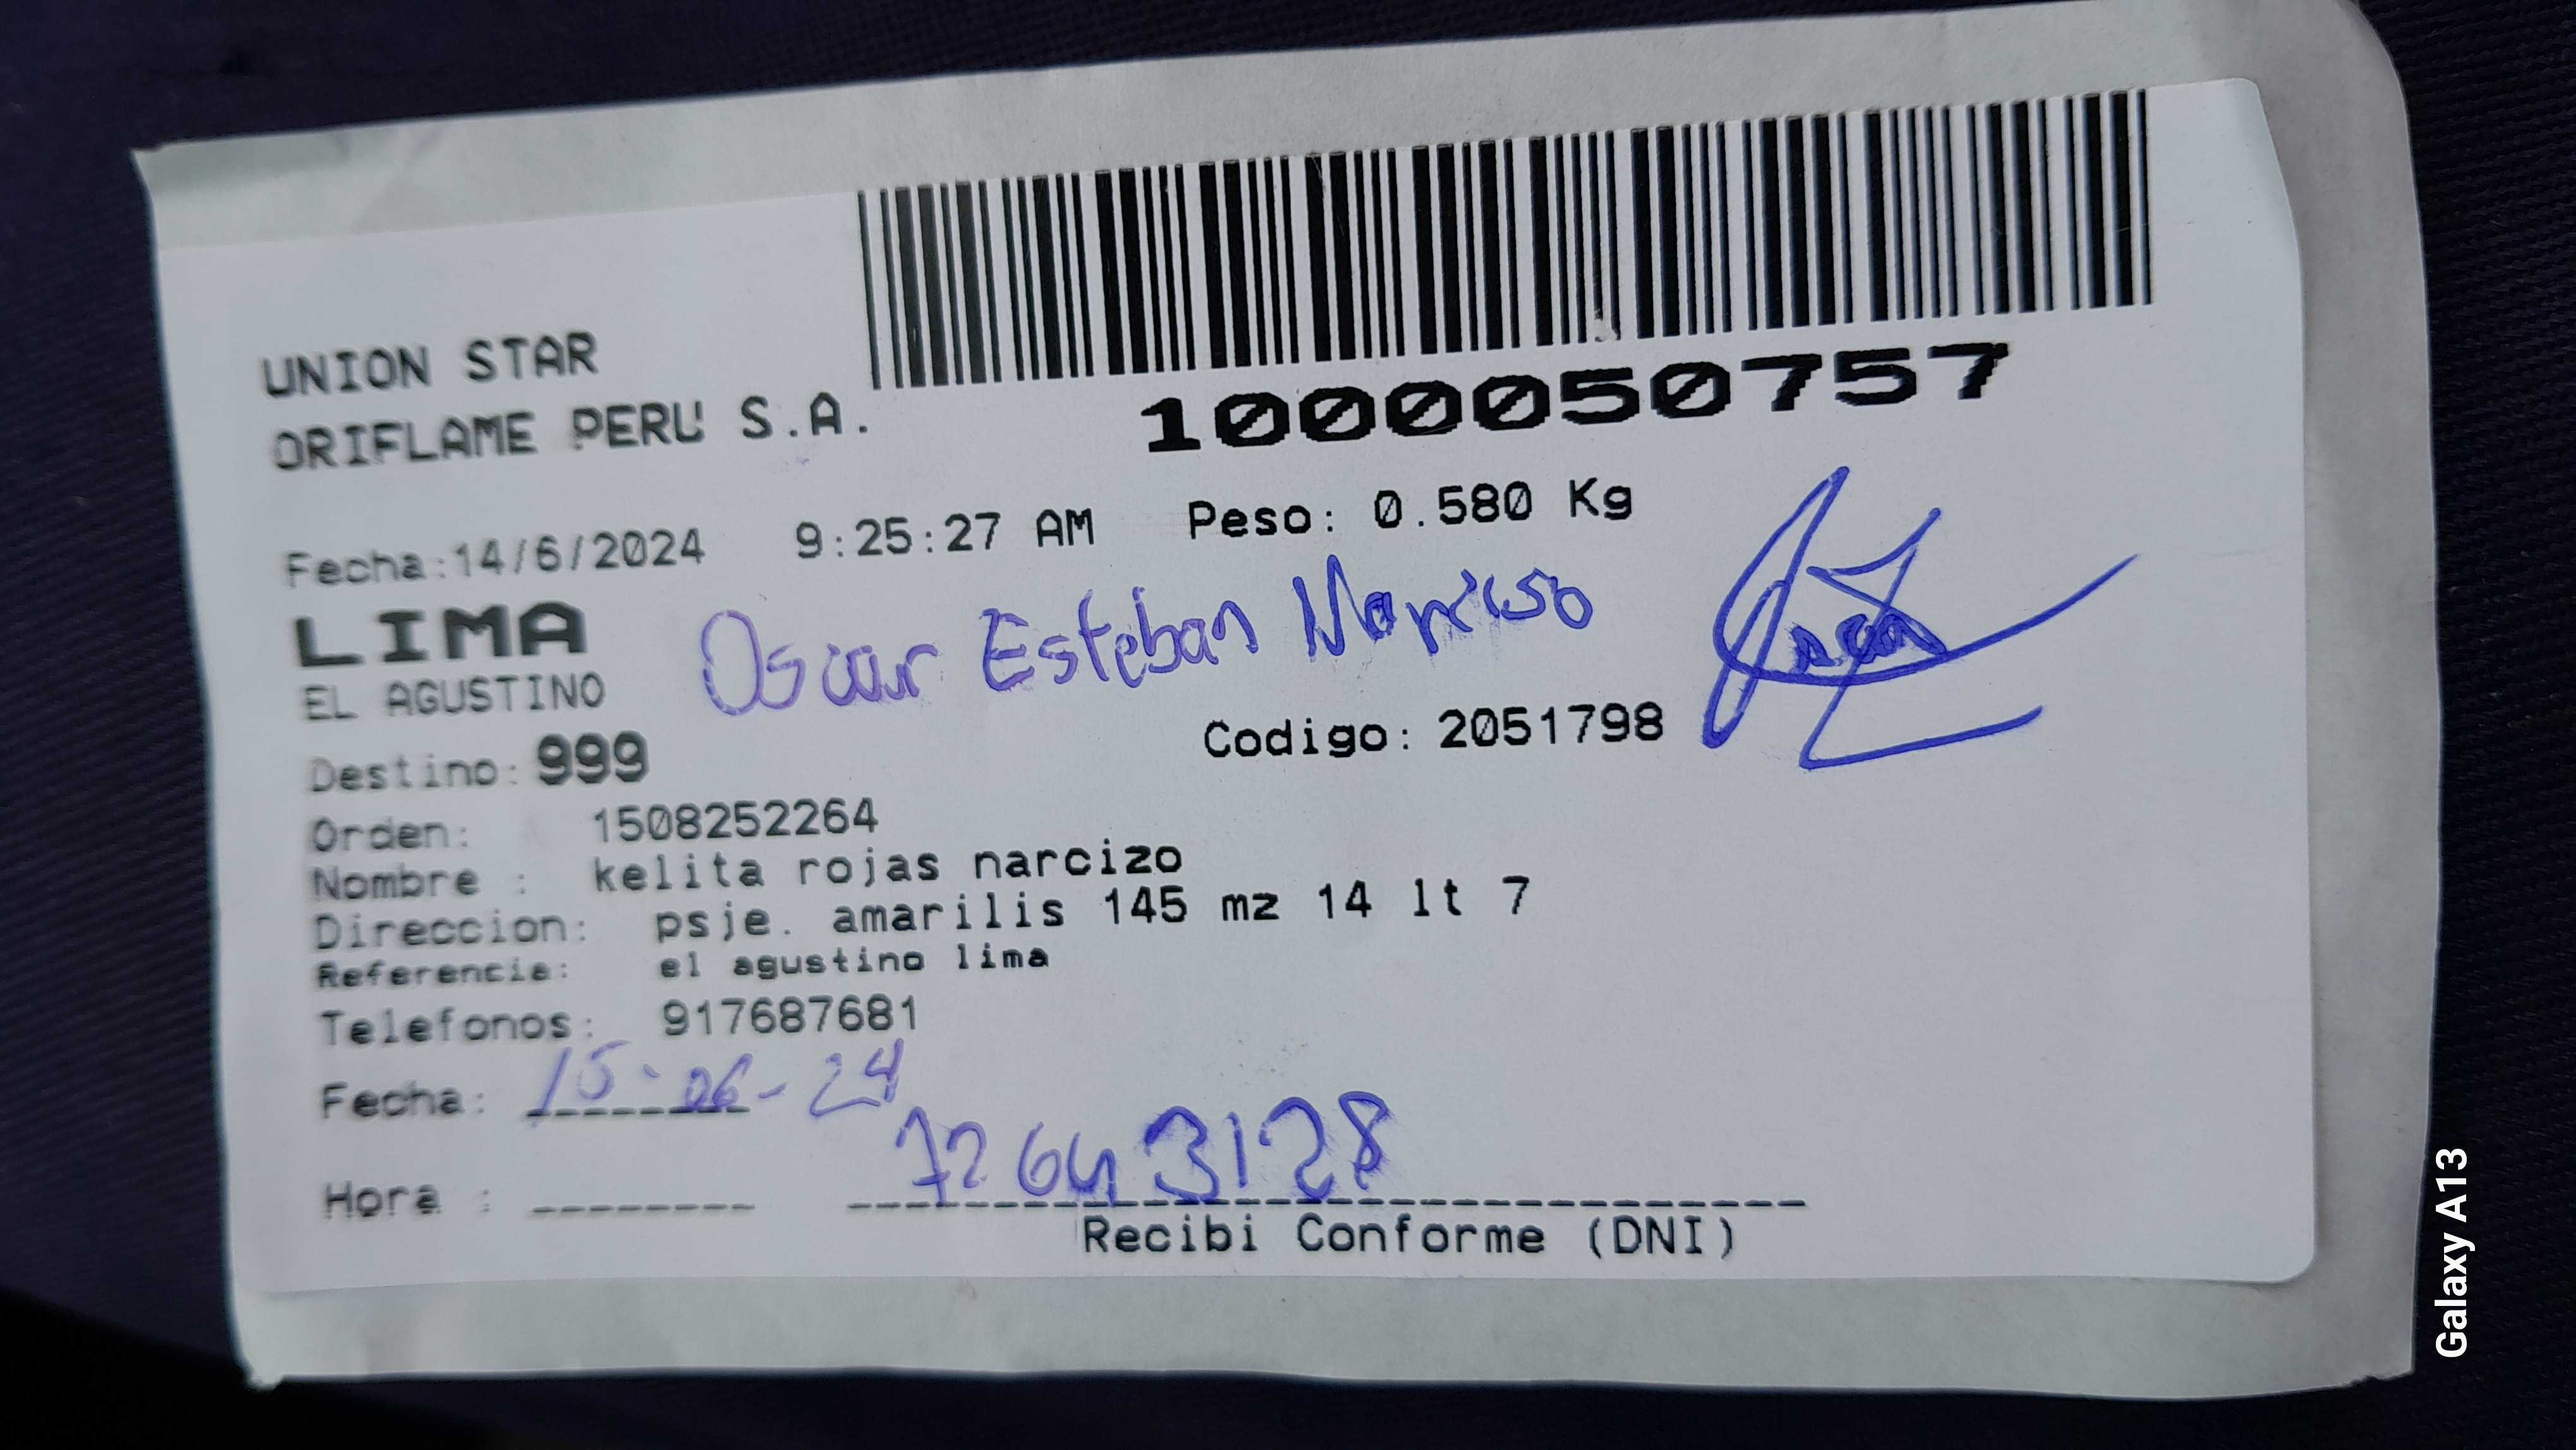 UNION STAR
ORIFLAME PERU S.A.
1000050757
Fecha:14/6/2024 9:25:27 AM Peso: 0.580 Kg
LIMA
Oscar Esteban Narciso
EL AGUSTINO
Codigo: 2051798
Destino: 999
Orden: 1508252264
Nombre : kelita rojas narcizo
Direccion: psje. amarilis 145 mz 14 lt 7
Referencia: el agustino lima
Telefonos: 917687681
Fecha: 15-06-24
72643128
Hora :
Recibi Conforme (DNI)
Galaxy A13